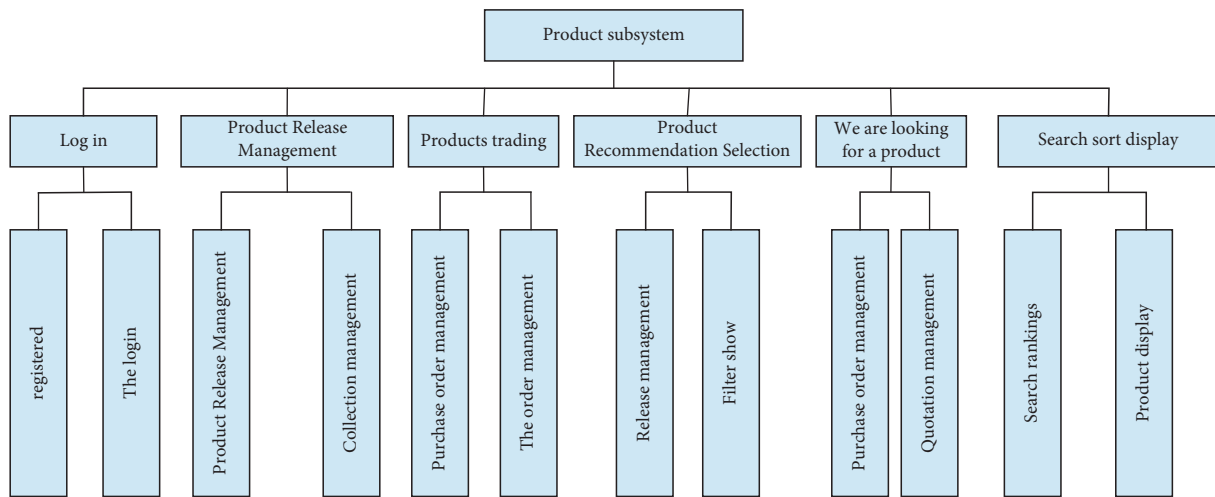 Product subsystem
Log in
Product Release
Management
Products trading
Product
Recommendation Selection
We are looking
for a product
Search sort display
registered
The login
Product Release Management
Collection management
Purchase order management
The order management
Release management
Filter show
Purchase order management
Quotation management
Search rankings
Product display